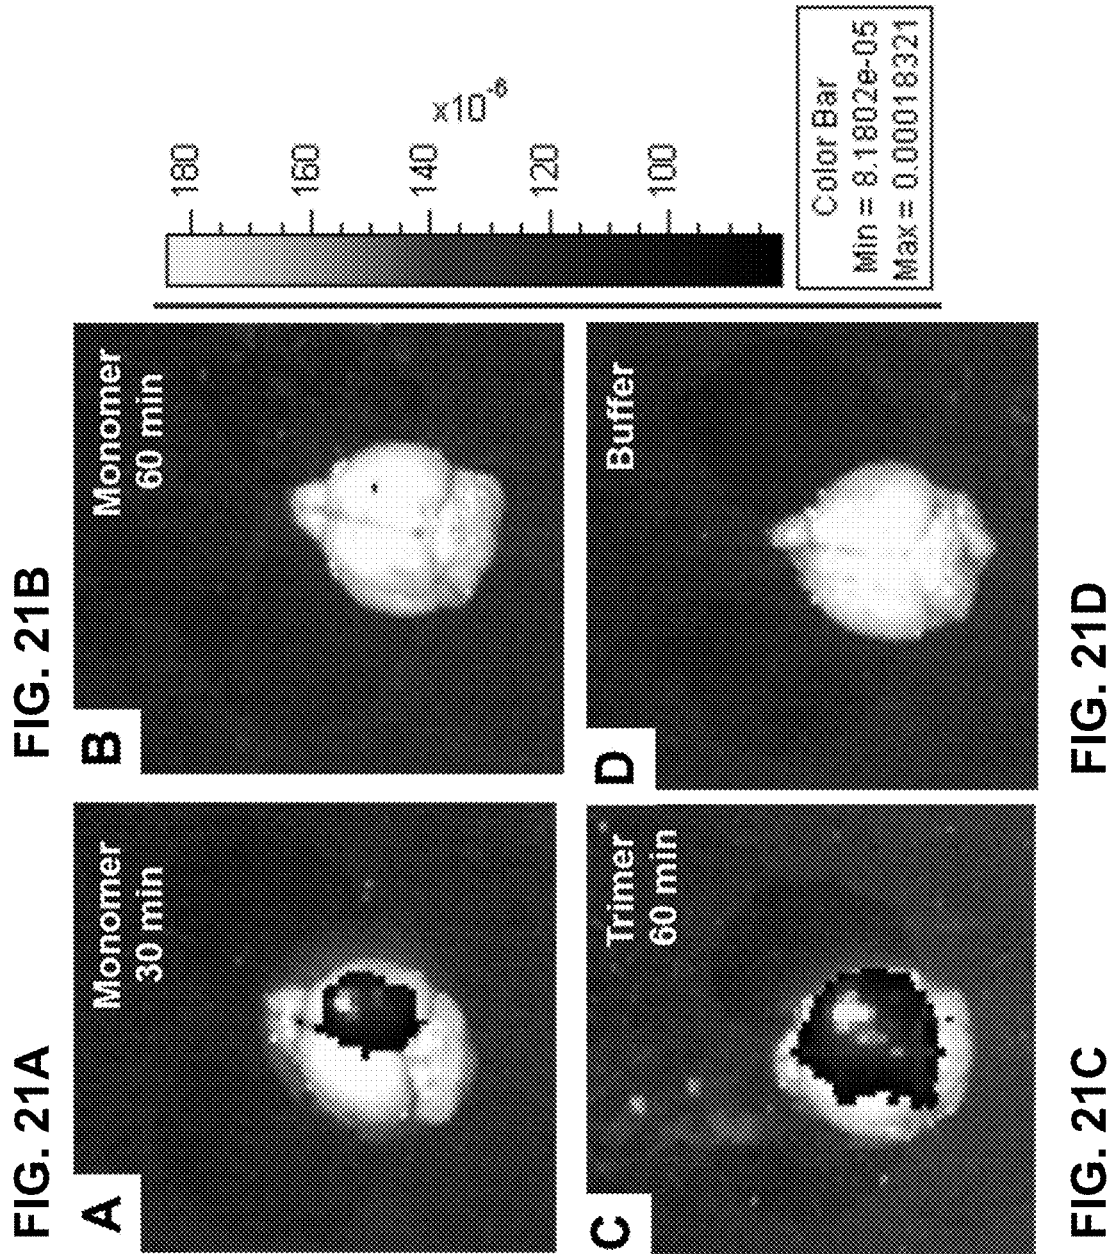 FIG. 21A
FIG. 21B
A
Monomer
30 min
B
Monomer
60 min
180
160
140
120
100
x10⁻⁶
C
Trimer
60 min
D
Buffer
Color Bar
Min = 8.1802e-05
Max = 0.00018321
FIG. 21C
FIG. 21D